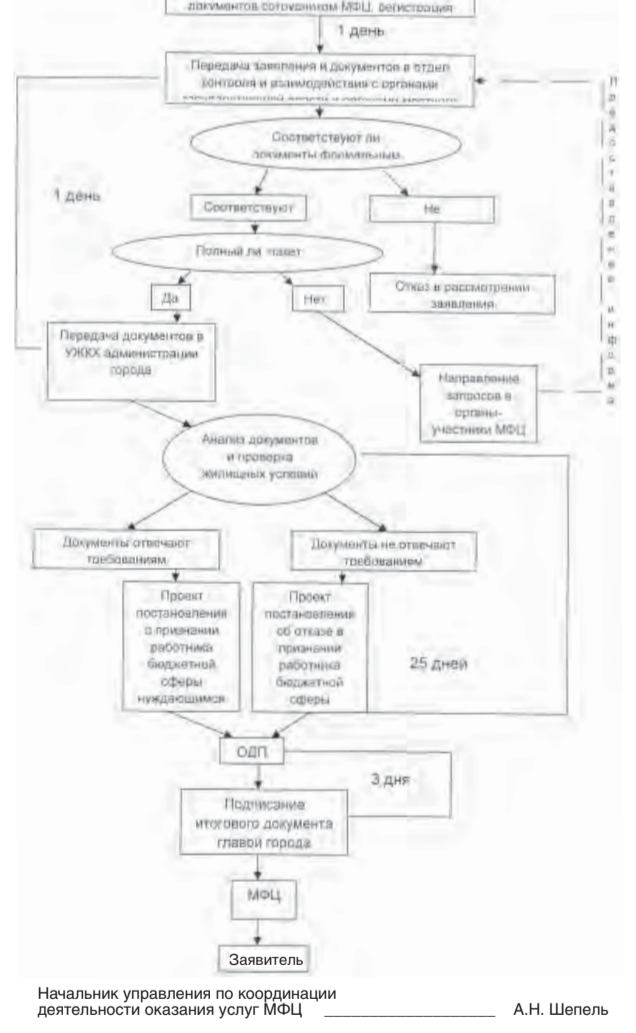 документов сотрудником МФЦ, регистрация
1 день
Передача заявления и документов в отдел
контроля и взаимодействия с органами
Соответствуют ли
документы формальным
1 день
Соответствуют
Не
Полный ли пакет
Да
Нет
Отказ в рассмотрении
заявления
Передача документов в
УЖКХ администрации
города
Направление
запросов в
органы-
участники МФЦ
Предоставление информа
Анализ документов
и проверка
жилищных условий
Документы отвечают
требованиям
Документы не отвечают
требованиям
Проект
постановления
о признании
работника
бюджетной
сферы
нуждающимся
Проект
постановления
об отказе в
признании
работника
бюджетной
сферы
25 дней
ОДП
3 дня
Подписание
итогового документа
главой города
МФЦ
Заявитель
Начальник управления по координации
деятельности оказания услуг МФЦ ____________________ А.Н. Шепель